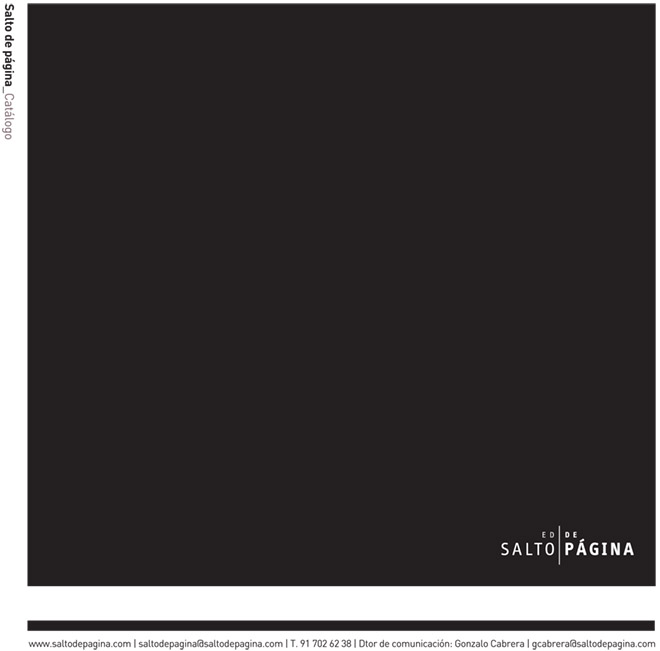 Salto de página_Catálogo
ED DE
SALTO PÁGINA
www.saltodepagina.com | saltodepagina@saltodepagina.com | T. 91 702 62 38 | Dtor de comunicación: Gonzalo Cabrera | gcabrera@saltodepagina.com